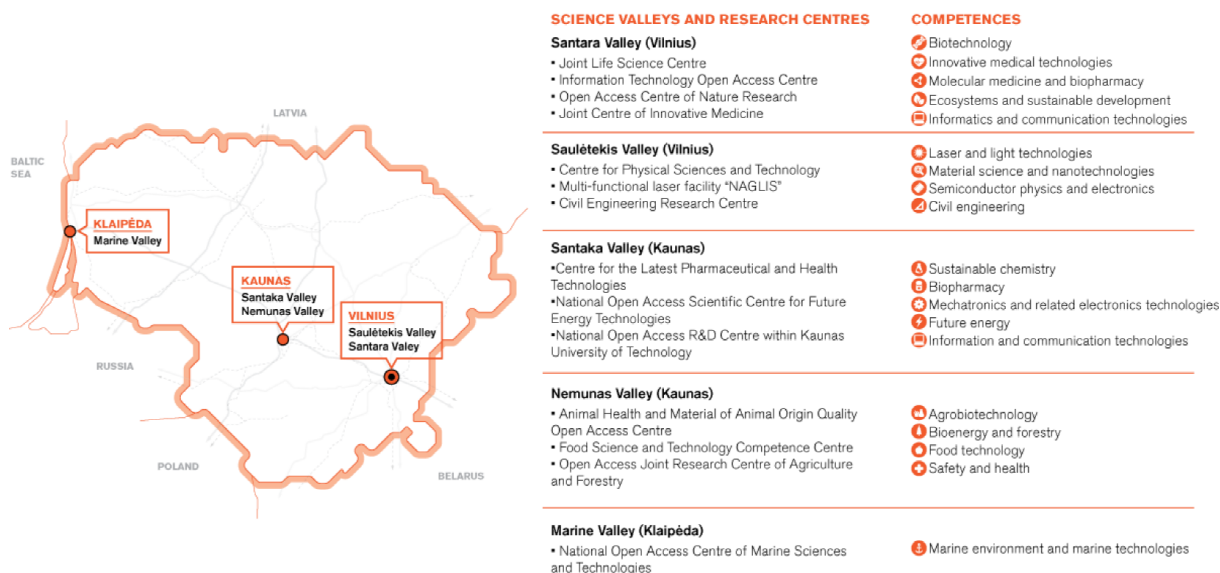 LATVIA
BALTIC
SEA
KLAIPĖDA
Marine Valley
KAUNAS
Santaka Valley
Nemunas Valley
VILNIUS
Saulėtekis Valley
Santara Valey
RUSSIA
POLAND
BELARUS
SCIENCE VALLEYS AND RESEARCH CENTRES
COMPETENCES
Santara Valley (Vilnius)
▪ Joint Life Science Centre
▪ Information Technology Open Access Centre
▪ Open Access Centre of Nature Research
▪ Joint Centre of Innovative Medicine
Biotechnology
Innovative medical technologies
Molecular medicine and biopharmacy
Ecosystems and sustainable development
Informatics and communication technologies
Saulėtekis Valley (Vilnius)
▪ Centre for Physical Sciences and Technology
▪ Multi-functional laser facility “NAGLIS”
▪ Civil Engineering Research Centre
Laser and light technologies
Material science and nanotechnologies
Semiconductor physics and electronics
Civil engineering
Santaka Valley (Kaunas)
▪Centre for the Latest Pharmaceutical and Health
Technologies
▪National Open Access Scientific Centre for Future
Energy Technologies
▪National Open Access R&D Centre within Kaunas
University of Technology
Sustainable chemistry
Biopharmacy
Mechatronics and related electronics technologies
Future energy
Information and communication technologies
Nemunas Valley (Kaunas)
▪ Animal Health and Material of Animal Origin Quality
Open Access Centre
▪ Food Science and Technology Competence Centre
▪ Open Access Joint Research Centre of Agriculture
and Forestry
Agrobiotechnology
Bioenergy and forestry
Food technology
Safety and health
Marine Valley (Klaipėda)
▪ National Open Access Centre of Marine Sciences
and Technologies
Marine environment and marine technologies